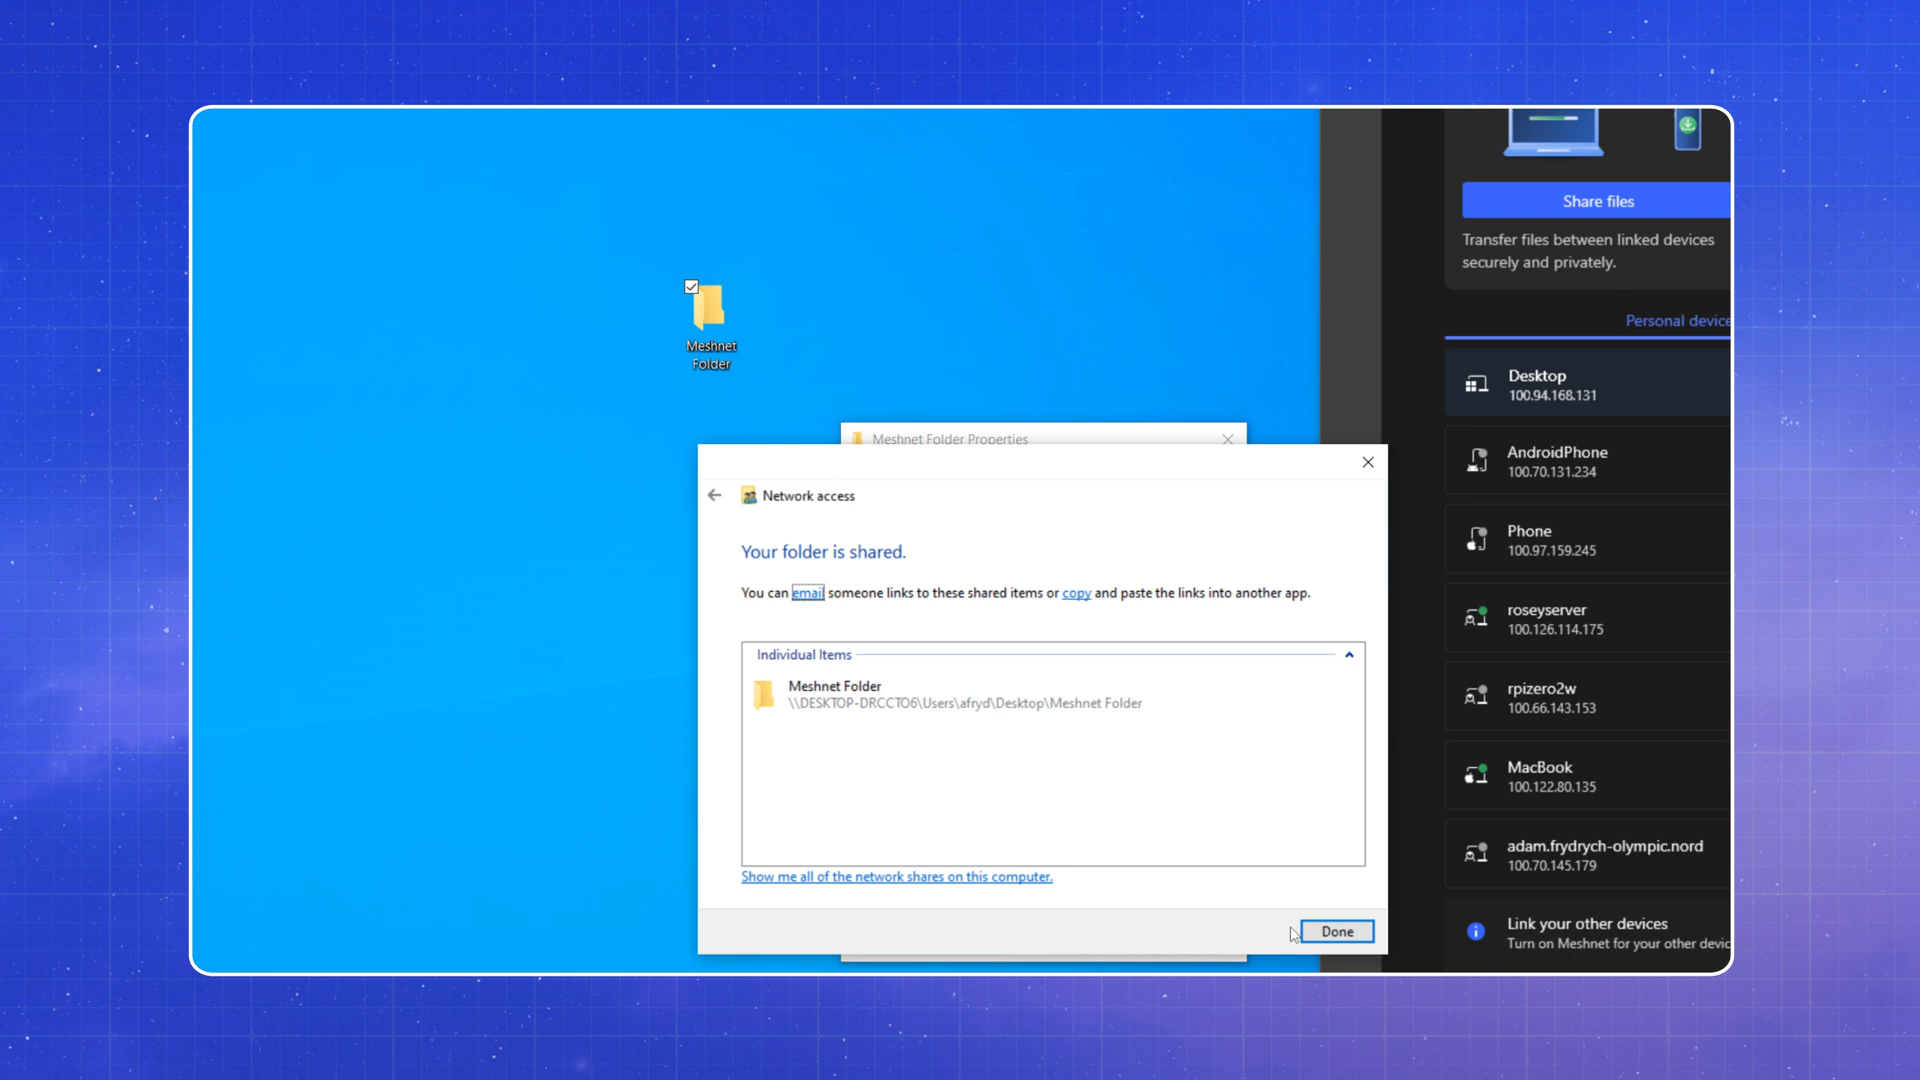 Meshnet
Folder
Meshnet Folder Properties
Network access
Your folder is shared.
You can email someone links to these shared items or copy and paste the links into another app.
Individual Items
Meshnet Folder
\\DESKTOP-DRCCTO6\Users\afryd\Desktop\Meshnet Folder
Show me all of the network shares on this computer.
Done
Share files
Transfer files between linked devices
securely and privately.
Personal device
Desktop
100.94.168.131
AndroidPhone
100.70.131.234
Phone
100.97.159.245
roseyserver
100.126.114.175
rpizero2w
100.66.143.153
MacBook
100.122.80.135
adam.frydrych-olympic.nord
100.70.145.179
Link your other devices
Turn on Meshnet for your other devic